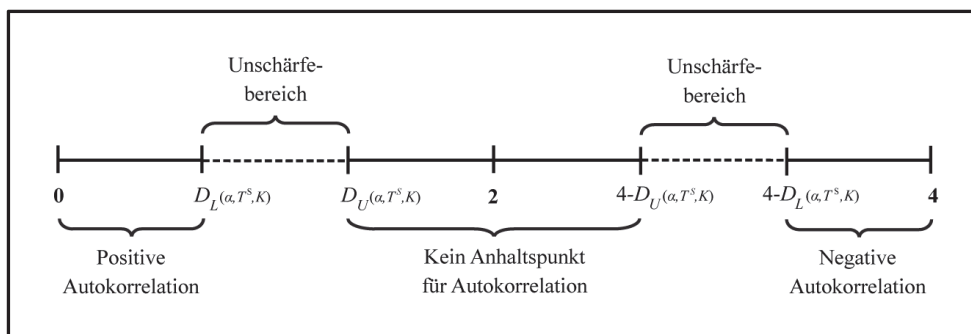 Unschärfe-
bereich
Unschärfe-
bereich
0
D_L(α,T^S,K)
D_U(α,T^S,K)
2
4-D_U(α,T^S,K)
4-D_L(α,T^S,K)
4
Positive
Autokorrelation
Kein Anhaltspunkt
für Autokorrelation
Negative
Autokorrelation